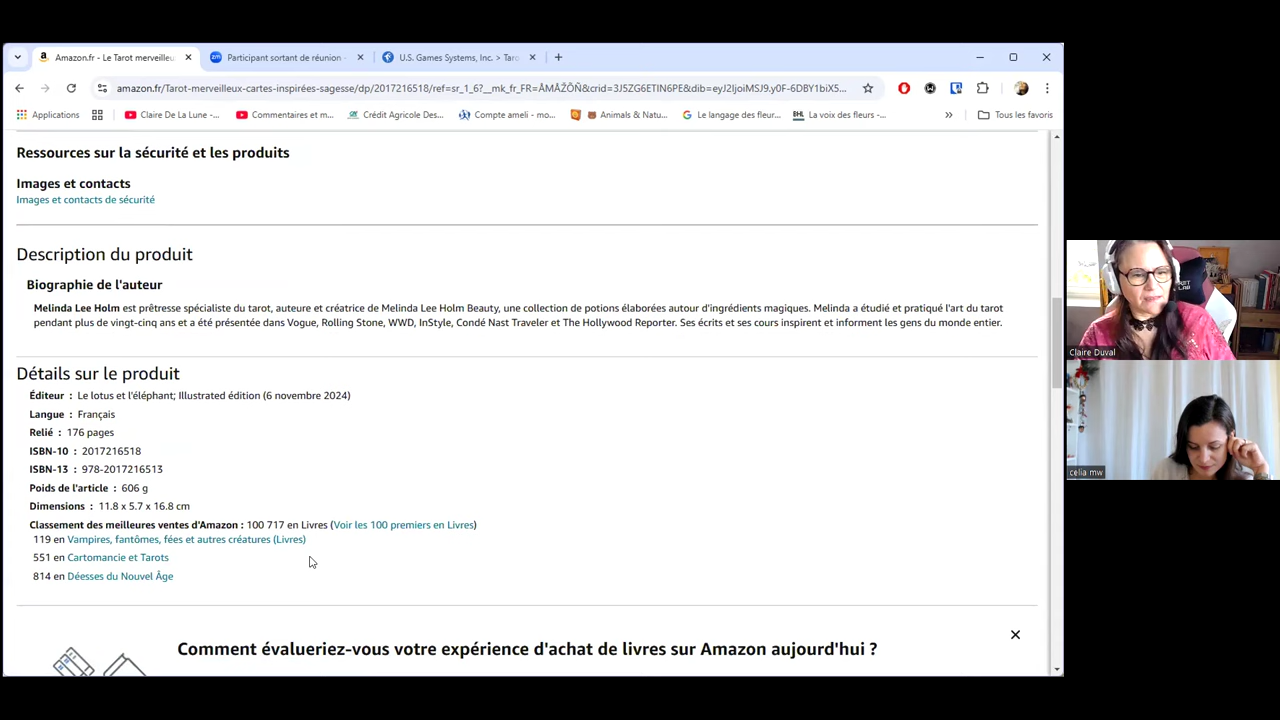 Amazon.fr - Le Tarot merveilleu
Participant sortant de réunion -
U.S. Games Systems, Inc. > Taro
amazon.fr/Tarot-merveilleux-cartes-inspirées-sagesse/dp/2017216518/ref=sr_1_6?__mk_fr_FR=ÅMÅŽÕÑ&crid=3J5ZG6ETIN6PE&dib=eyJ2IjoiMSJ9.y0F-6DBY1biX5...
Applications
Claire De La Lune -...
Commentaires et m...
Crédit Agricole Des...
Compte ameli - mo...
Animals & Natu...
Le langage des fleur...
BHL
La voix des fleurs -...
Tous les favoris
Ressources sur la sécurité et les produits
Images et contacts
Images et contacts de sécurité
Description du produit
Biographie de l'auteur
Melinda Lee Holm est prêtresse spécialiste du tarot, auteure et créatrice de Melinda Lee Holm Beauty, une collection de potions élaborées autour d'ingrédients magiques. Melinda a étudié et pratiqué l'art du tarot
pendant plus de vingt-cinq ans et a été présentée dans Vogue, Rolling Stone, WWD, InStyle, Condé Nast Traveler et The Hollywood Reporter. Ses écrits et ses cours inspirent et informent les gens du monde entier.
Claire Duval
Détails sur le produit
Éditeur : Le lotus et l'éléphant; Illustrated édition (6 novembre 2024)
Langue : Français
Relié : 176 pages
ISBN-10 : 2017216518
ISBN-13 : 978-2017216513
celia mw
Poids de l'article : 606 g
Dimensions : 11.8 x 5.7 x 16.8 cm
Classement des meilleures ventes d'Amazon : 100 717 en Livres (Voir les 100 premiers en Livres)
119 en Vampires, fantômes, fées et autres créatures (Livres)
551 en Cartomancie et Tarots
814 en Déesses du Nouvel Âge
Comment évalueriez-vous votre expérience d'achat de livres sur Amazon aujourd'hui ?